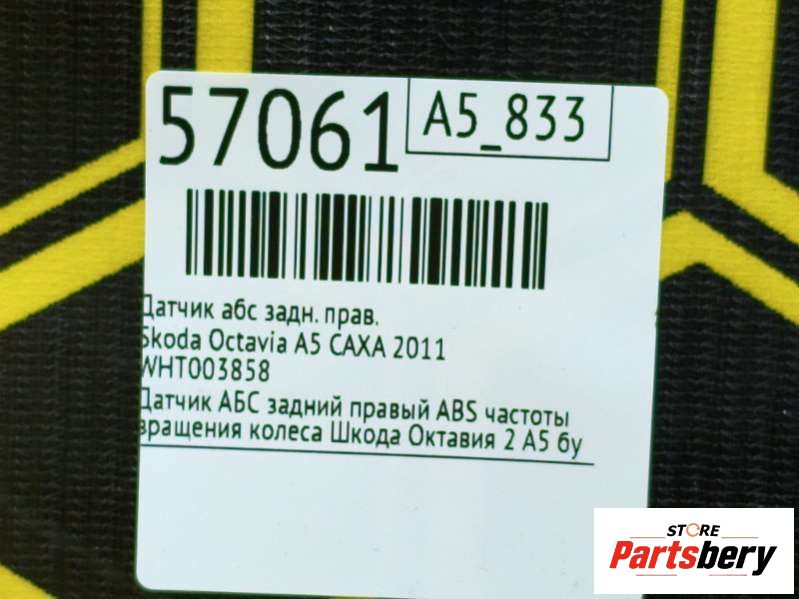 57061
A5_833
Датчик абс задн. прав.
Skoda Octavia A5 CAXA 2011
WHT003858
Датчик АБС задний правый ABS частоты
вращения колеса Шкода Октавия 2 А5 бу
STORE
Partsbery